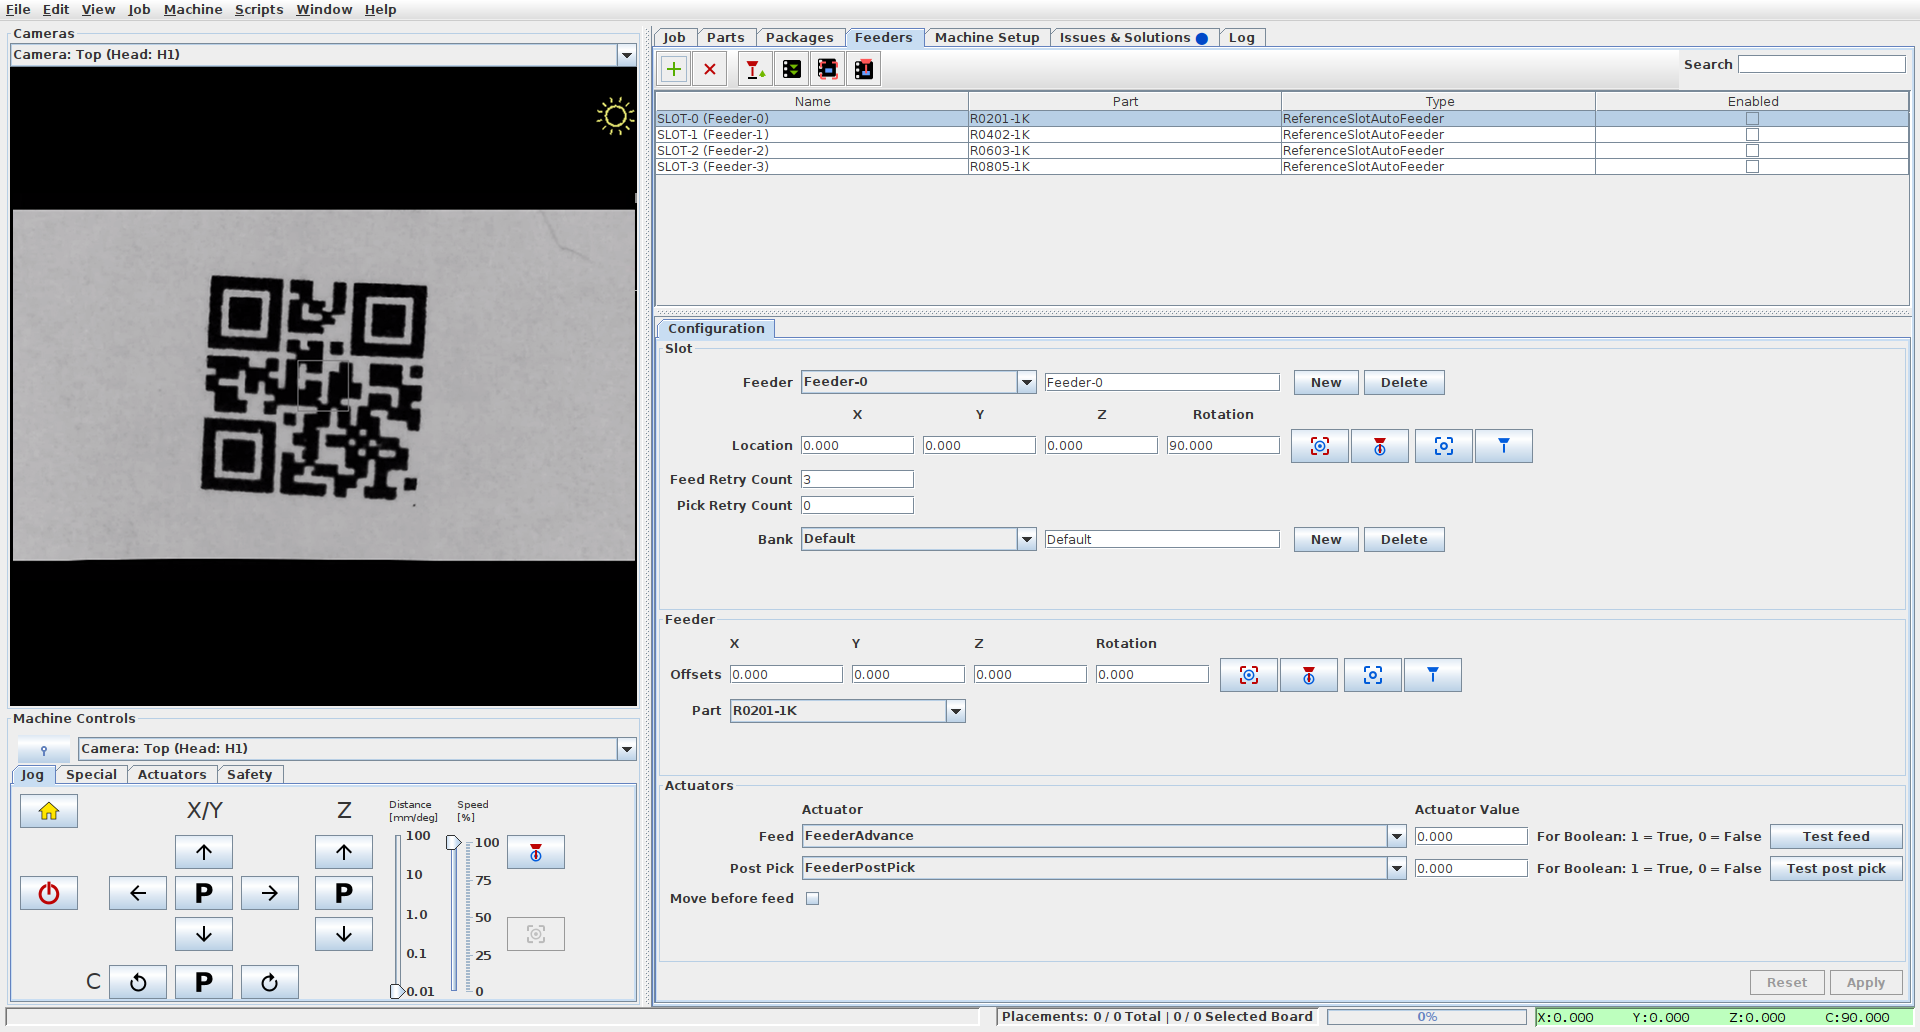 File Edit View Job Machine Scripts Window Help
Cameras
Camera: Top (Head: H1)
Machine Controls
Camera: Top (Head: H1)
Jog Special Actuators Safety
X/Y Z Distance [mm/deg] Speed [%]
100 100
10 75
P P
1.0 50
0.1 25
C P 0.01 0
Job Parts Packages Feeders Machine Setup Issues & Solutions Log
Search
Name Part Type Enabled
SLOT-0 (Feeder-0) R0201-1K ReferenceSlotAutoFeeder
SLOT-1 (Feeder-1) R0402-1K ReferenceSlotAutoFeeder
SLOT-2 (Feeder-2) R0603-1K ReferenceSlotAutoFeeder
SLOT-3 (Feeder-3) R0805-1K ReferenceSlotAutoFeeder
Configuration
Slot
Feeder Feeder-0 Feeder-0 New Delete
X Y Z Rotation
Location 0.000 0.000 0.000 90.000
Feed Retry Count 3
Pick Retry Count 0
Bank Default Default New Delete
Feeder
X Y Z Rotation
Offsets 0.000 0.000 0.000 0.000
Part R0201-1K
Actuators
Actuator Actuator Value
Feed FeederAdvance 0.000 For Boolean: 1 = True, 0 = False Test feed
Post Pick FeederPostPick 0.000 For Boolean: 1 = True, 0 = False Test post pick
Move before feed
Reset Apply
Placements: 0 / 0 Total | 0 / 0 Selected Board 0% X:0.000 Y:0.000 Z:0.000 C:90.000